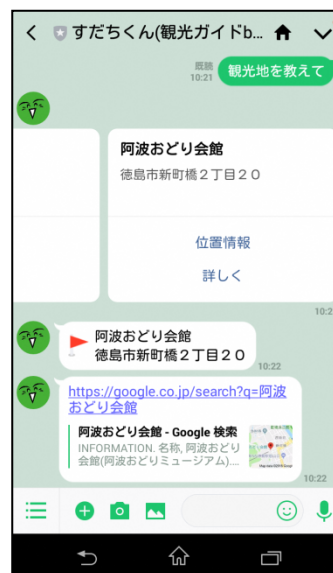 すだちくん(観光ガイドb...
既読
10:21
観光地を教えて
阿波おどり会館
徳島市新町橋２丁目２０
位置情報
詳しく
10:2
阿波おどり会館
徳島市新町橋２丁目２０
10:22
https://google.co.jp/search?q=阿波
おどり会館
阿波おどり会館 - Google 検索
INFORMATION. 名称, 阿波おどり
会館(阿波おどりミュージアム)....
10:22